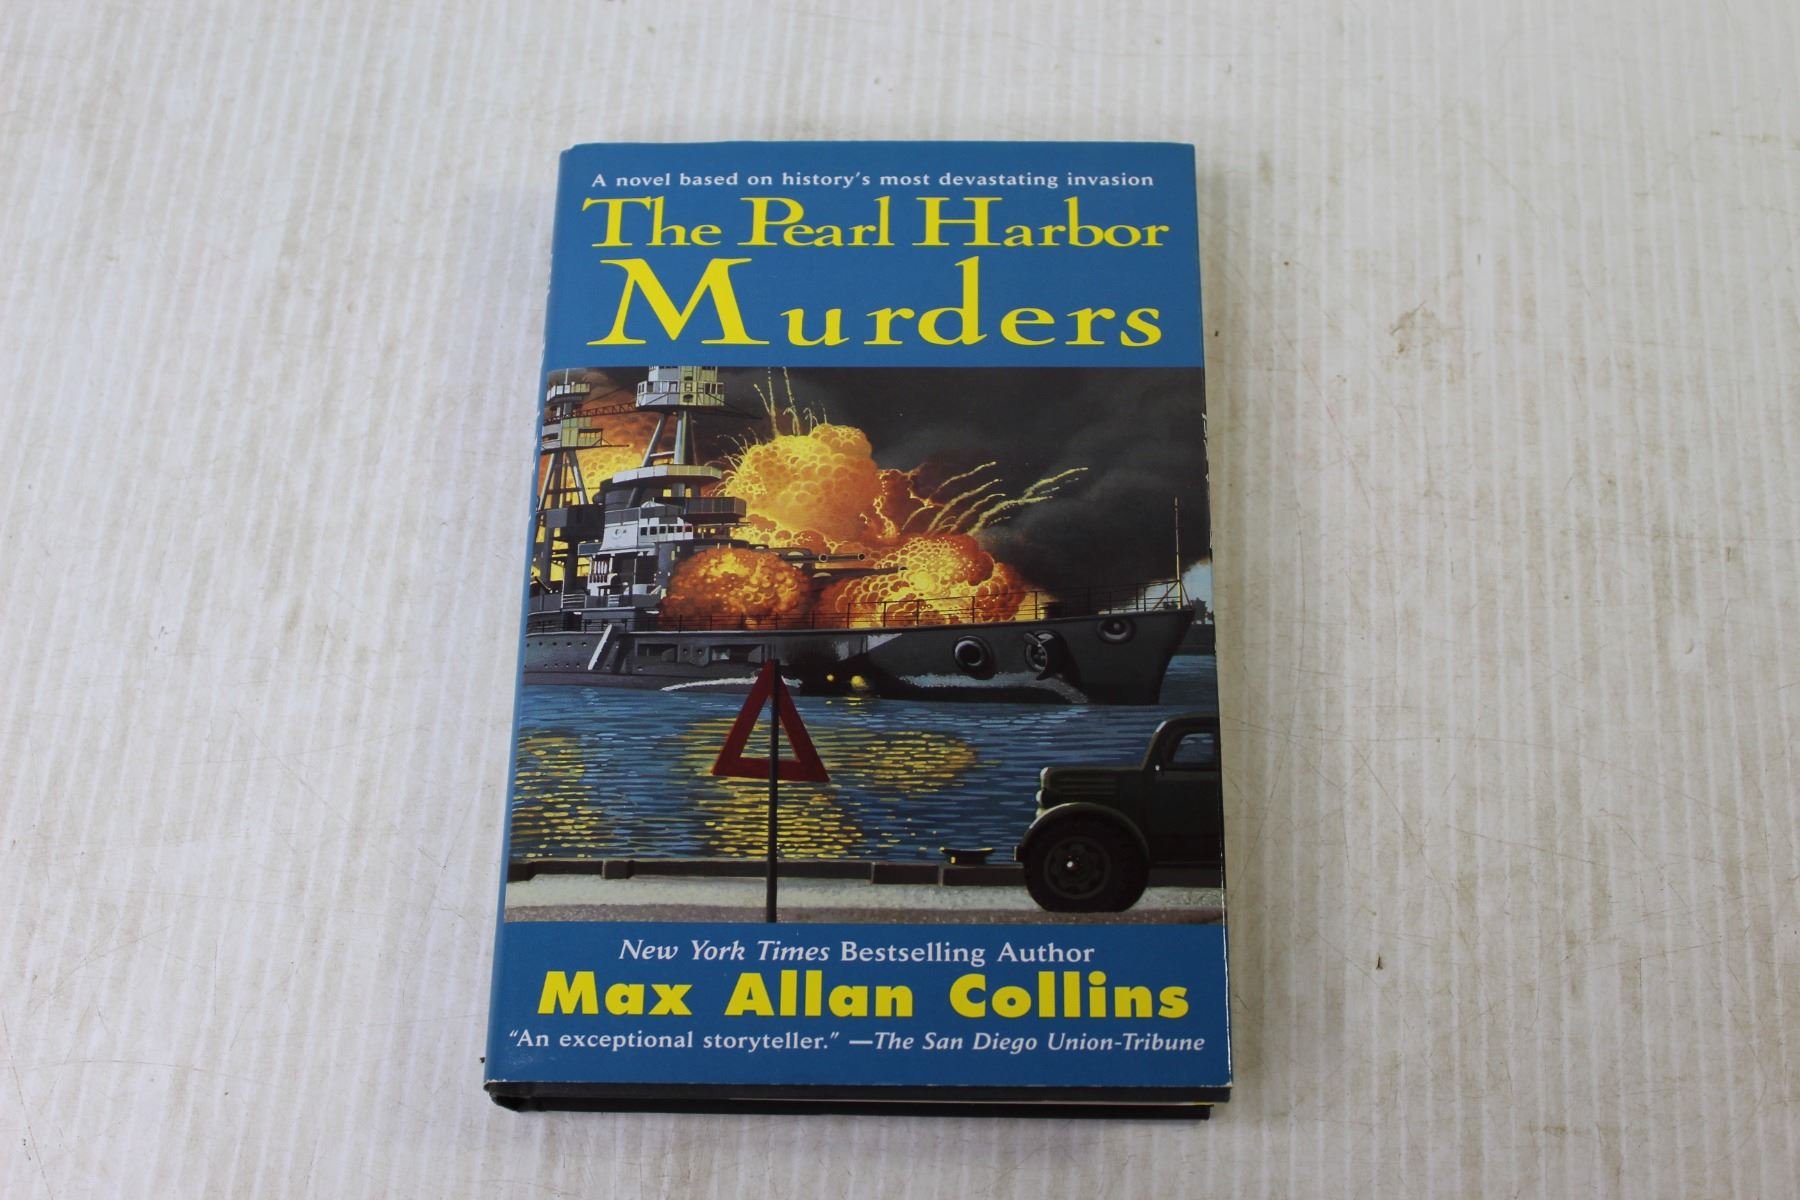 A novel based on history's most devastating invasion
The Pearl Harbor
Murders
New York Times Bestselling Author
Max Allan Collins
"An exceptional storyteller." —The San Diego Union-Tribune